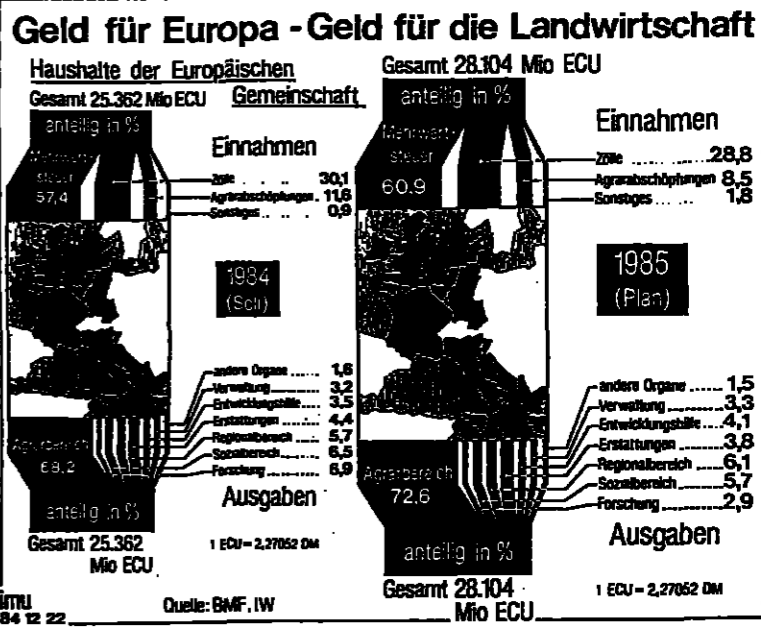 Geld für Europa - Geld für die Landwirtschaft
Haushalte der Europäischen
Gemeinschaft
Gesamt 25.362 Mio ECU
anteilig in %
Mehrwert-
steuer
57,4
Einnahmen
Zölle 30,1
Agrarabschöpfungen 11,6
Sonstiges 0,9
1984
(Soll)
andere Organe 1,6
Verwaltung 3,2
Entwicklungshilfe 3,5
Erstattungen 4,4
Regionalbereich 5,7
Sozialbereich 6,5
Forschung 6,9
Agrarbereich
68,2
Ausgaben
anteilig in %
Gesamt 25.362
Mio ECU
1 ECU = 2,27052 DM
Gesamt 28.104 Mio ECU
anteilig in %
Mehrwert-
steuer
60.9
Einnahmen
Zölle 28,8
Agrarabschöpfungen 8,5
Sonstiges 1,8
1985
(Plan)
andere Organe 1,5
Verwaltung 3,3
Entwicklungshilfe 4,1
Erstattungen 3,8
Regionalbereich 6,1
Sozialbereich 5,7
Forschung 2,9
Agrarbereich
72,6
Ausgaben
anteilig in %
Gesamt 28.104
Mio ECU
1 ECU = 2,27052 DM
imu
84 12 22
Quelle: BMF, IW